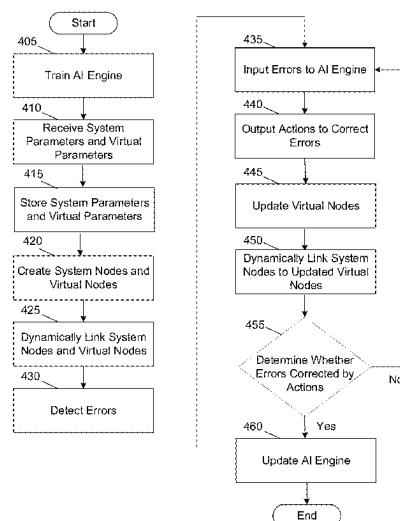 Start
405
Train AI Engine
410
Receive System
Parameters and Virtual
Parameters
415
Store System Parameters
and Virtual Parameters
420
Create System Nodes and
Virtual Nodes
425
Dynamically Link System
Nodes and Virtual Nodes
430
Detect Errors
435
Input Errors to AI Engine
440
Output Actions to Correct
Errors
445
Update Virtual Nodes
450
Dynamically Link System
Nodes to Updated Virtual
Nodes
455
Determine Whether
Errors Corrected by
Actions
No
Yes
460
Update AI Engine
End